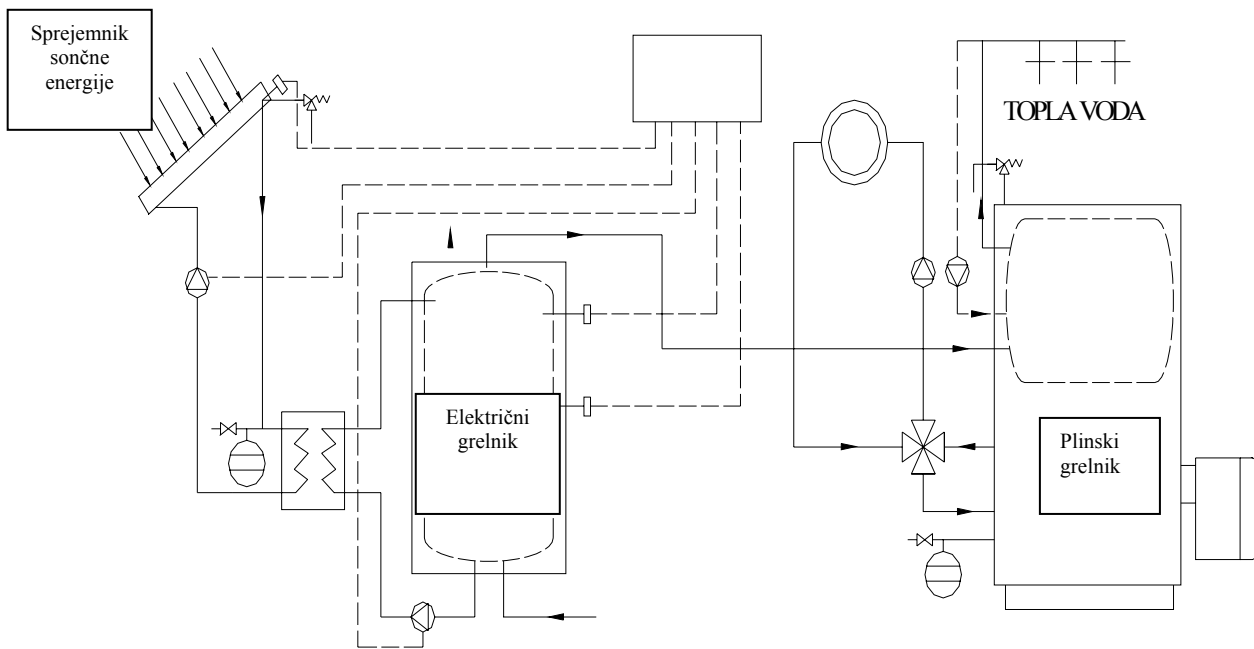 Sprejemnik
sončne
energije
TOPLA VODA
Električni
grelnik
Plinski
grelnik